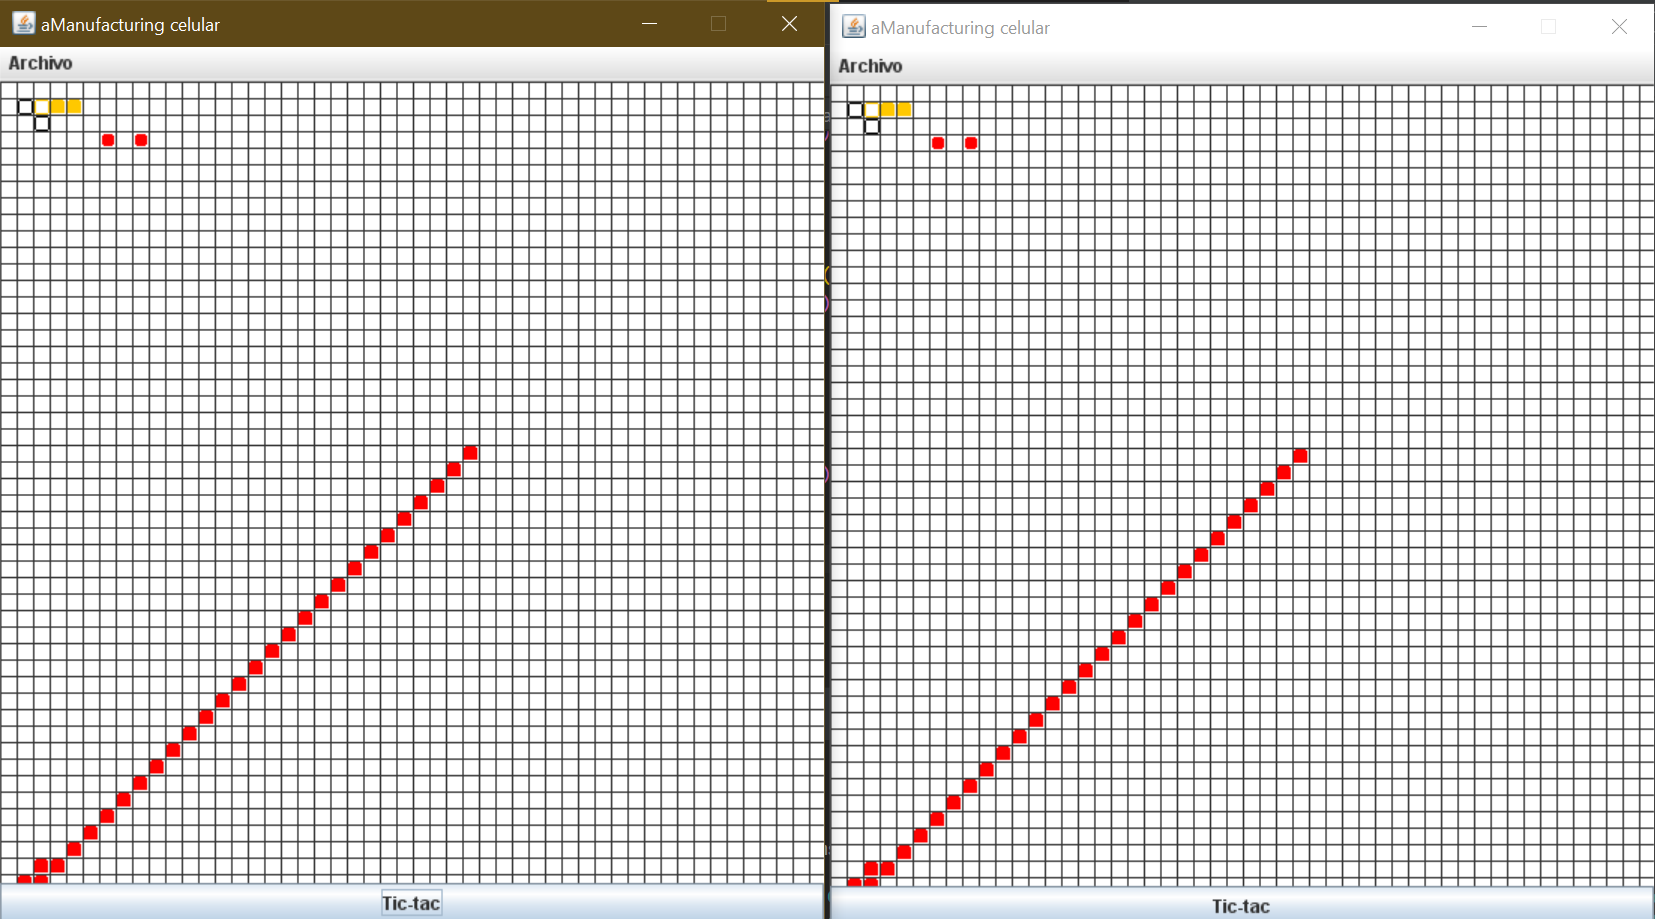 aManufacturing celular
Archivo
Tic-tac
aManufacturing celular
Archivo
Tic-tac